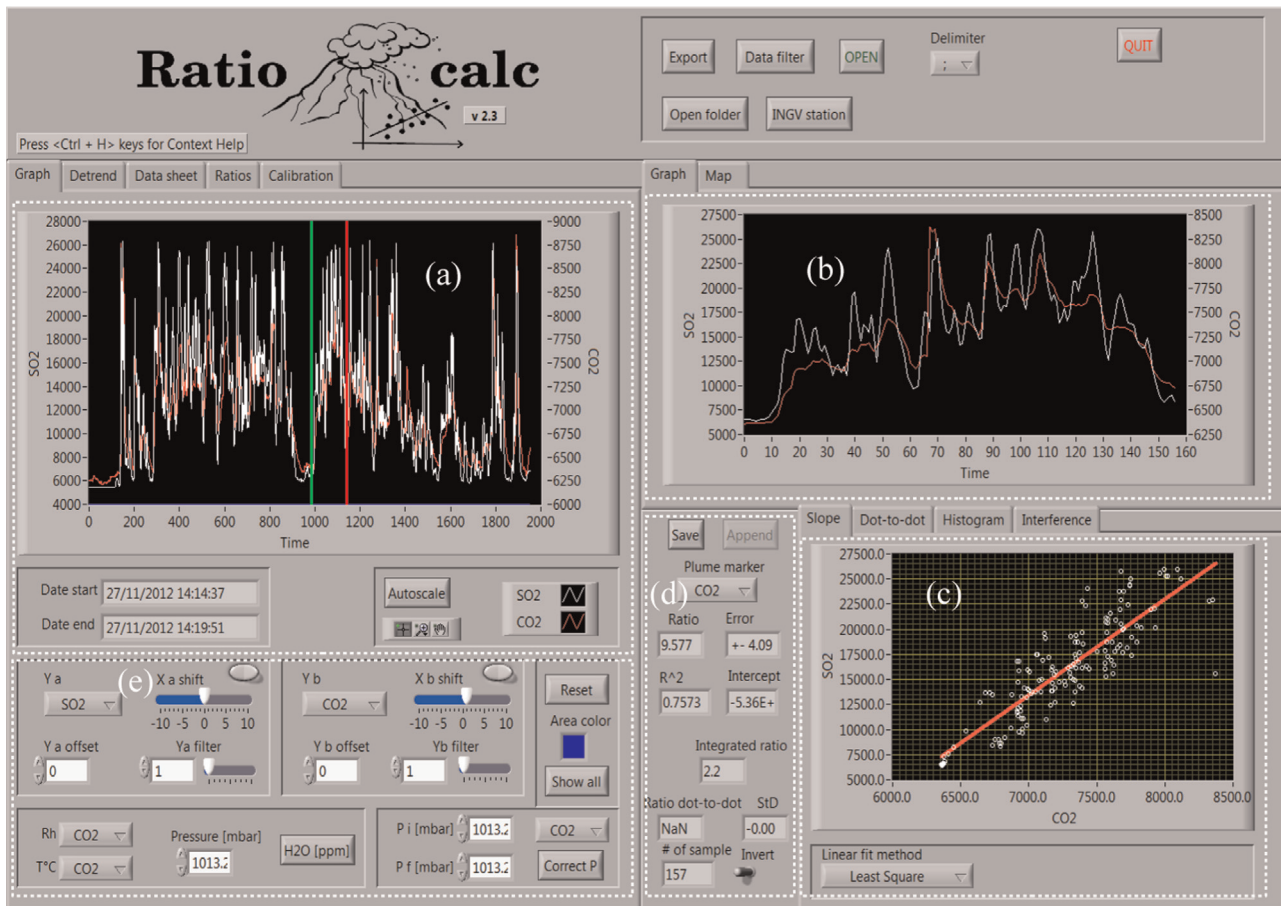 Ratio calc
v 2.3
Press <Ctrl + H> keys for Context Help
Export Data filter OPEN Delimiter ; QUIT
Open folder INGV station
Graph Detrend Data sheet Ratios Calibration
(a)
SO2
28000
26000
24000
22000
20000
18000
16000
14000
12000
10000
8000
6000
4000
CO2
9000
8750
8500
8250
8000
7750
7500
7250
7000
6750
6500
6250
6000
0 200 400 600 800 1000 1200 1400 1600 1800 2000
Time
Graph Map
(b)
SO2
27500
25000
22500
20000
17500
15000
12500
10000
7500
5000
CO2
8500
8250
8000
7750
7500
7250
7000
6750
6500
6250
0 10 20 30 40 50 60 70 80 90 100 110 120 130 140 150 160
Time
Date start 27/11/2012 14:14:37
Date end 27/11/2012 14:19:51
Autoscale
SO2
CO2
(e)
Y a
SO2
X a shift
-10 -5 0 5 10
Y a offset
0
Ya filter
1
Y b
CO2
X b shift
-10 -5 0 5 10
Y b offset
0
Yb filter
1
Reset
Area color
Show all
Rh CO2
T°C CO2
Pressure [mbar]
1013.2
H2O [ppm]
P i [mbar] 1013.2 CO2
P f [mbar] 1013.2 Correct P
(d)
Save Append
Plume marker
CO2
Ratio Error
9.577 +- 4.09
R^2 Intercept
0.7573 -5.36E+
Integrated ratio
2.2
Ratio dot-to-dot StD
NaN -0.00
# of sample Invert
157
Slope Dot-to-dot Histogram Interference
(c)
SO2
27500.0
25000.0
22500.0
20000.0
17500.0
15000.0
12500.0
10000.0
7500.0
5000.0
6000.0 6500.0 7000.0 7500.0 8000.0 8500.0
CO2
Linear fit method
Least Square